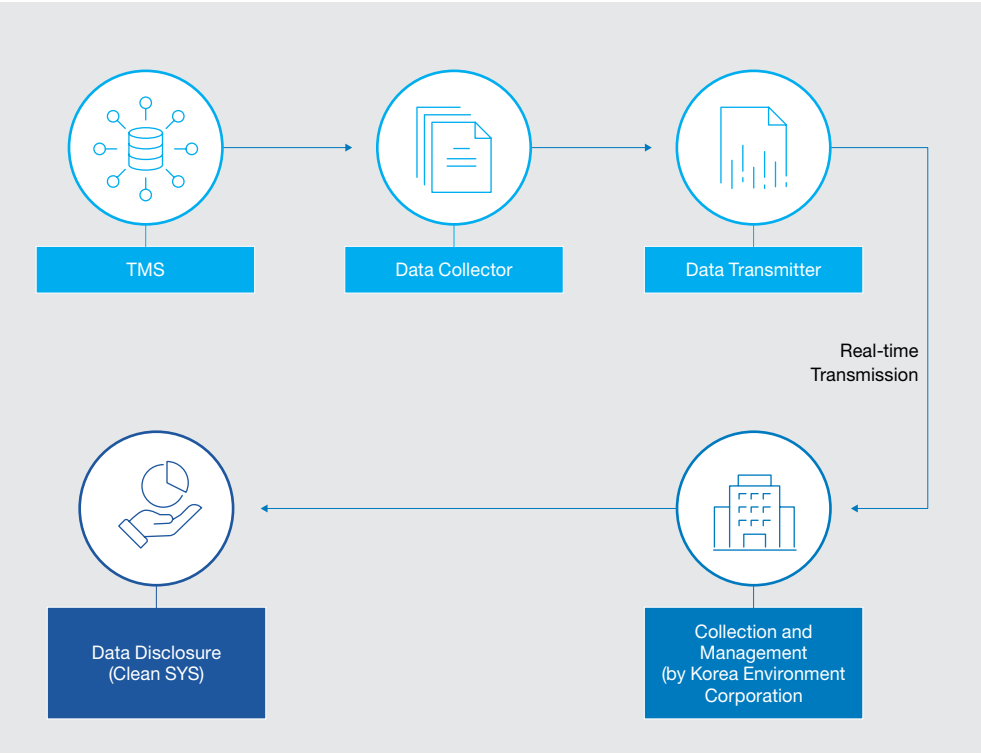 TMS
Data Collector
Data Transmitter
Real-time
Transmission
Data Disclosure
(Clean SYS)
Collection and
Management
(by Korea Environment
Corporation